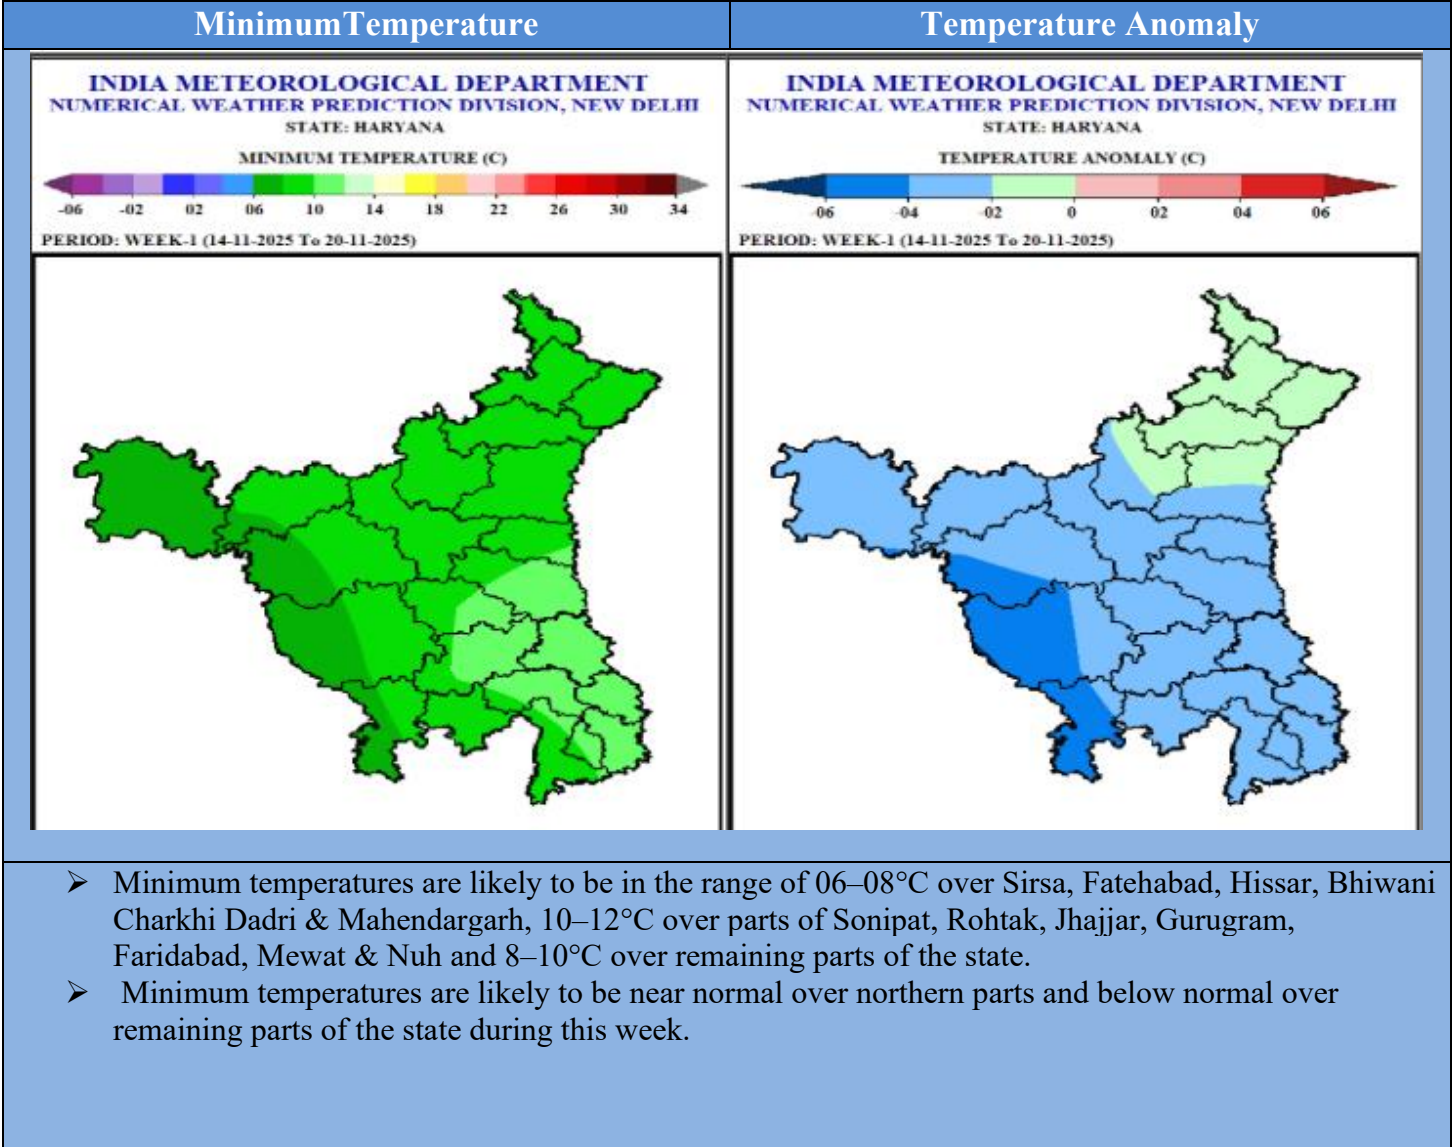 MinimumTemperature
Temperature Anomaly
INDIA METEOROLOGICAL DEPARTMENT
NUMERICAL WEATHER PREDICTION DIVISION, NEW DELHI
STATE: HARYANA
MINIMUM TEMPERATURE (C)
-06 -02 02 06 10 14 18 22 26 30 34
PERIOD: WEEK-1 (14-11-2025 To 20-11-2025)
INDIA METEOROLOGICAL DEPARTMENT
NUMERICAL WEATHER PREDICTION DIVISION, NEW DELHI
STATE: HARYANA
TEMPERATURE ANOMALY (C)
-06 -04 -02 0 02 04 06
PERIOD: WEEK-1 (14-11-2025 To 20-11-2025)
➢ Minimum temperatures are likely to be in the range of 06–08°C over Sirsa, Fatehabad, Hissar, Bhiwani
Charkhi Dadri & Mahendargarh, 10–12°C over parts of Sonipat, Rohtak, Jhajjar, Gurugram,
Faridabad, Mewat & Nuh and 8–10°C over remaining parts of the state.
➢ Minimum temperatures are likely to be near normal over northern parts and below normal over
remaining parts of the state during this week.